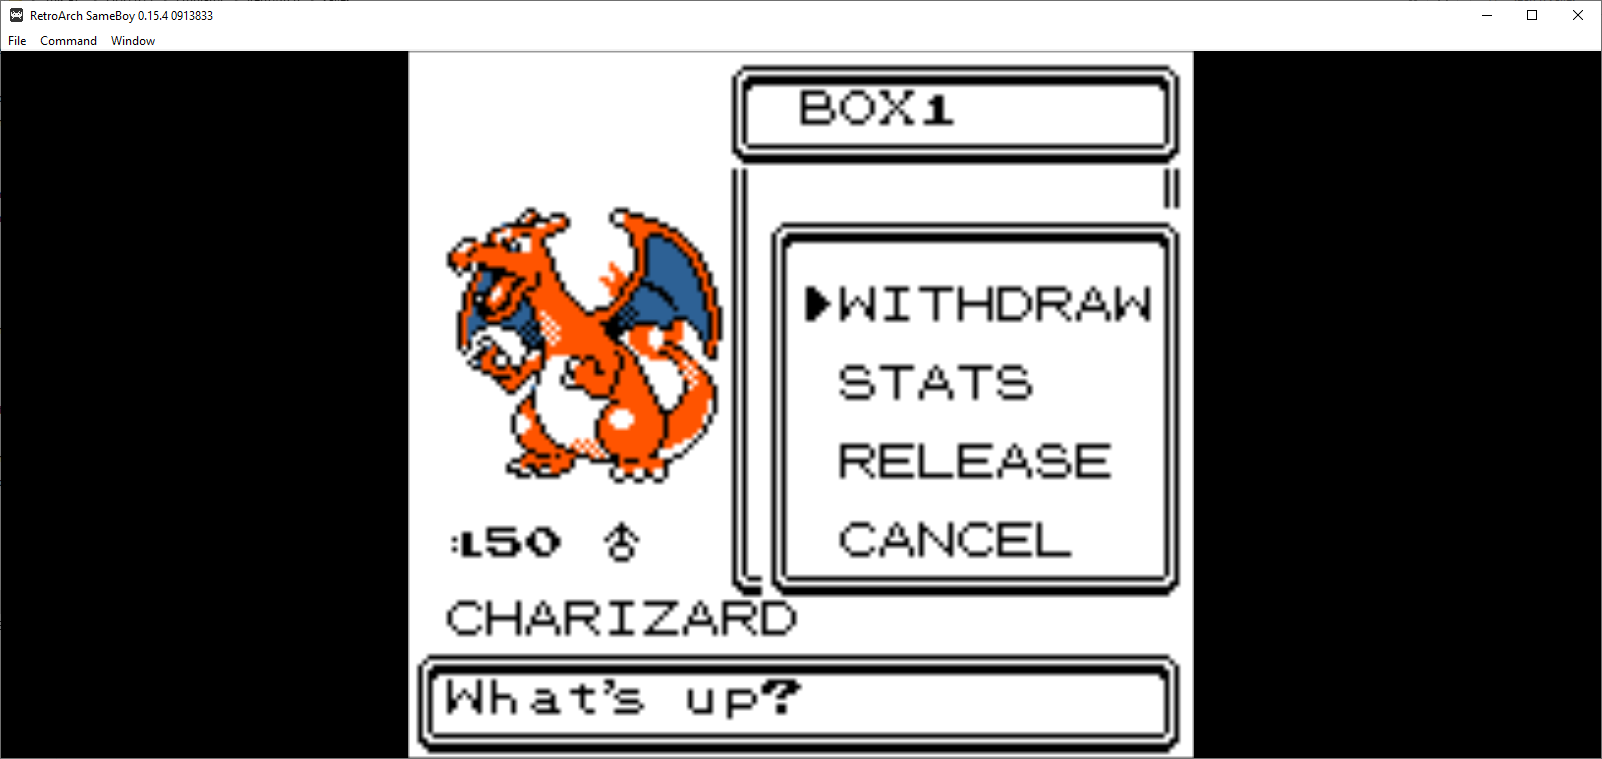 RetroArch SameBoy 0.15.4 0913833
File Command Window
BOX1
WITHDRAW
STATS
RELEASE
CANCEL
:L50 ♂
CHARIZARD
What's up?